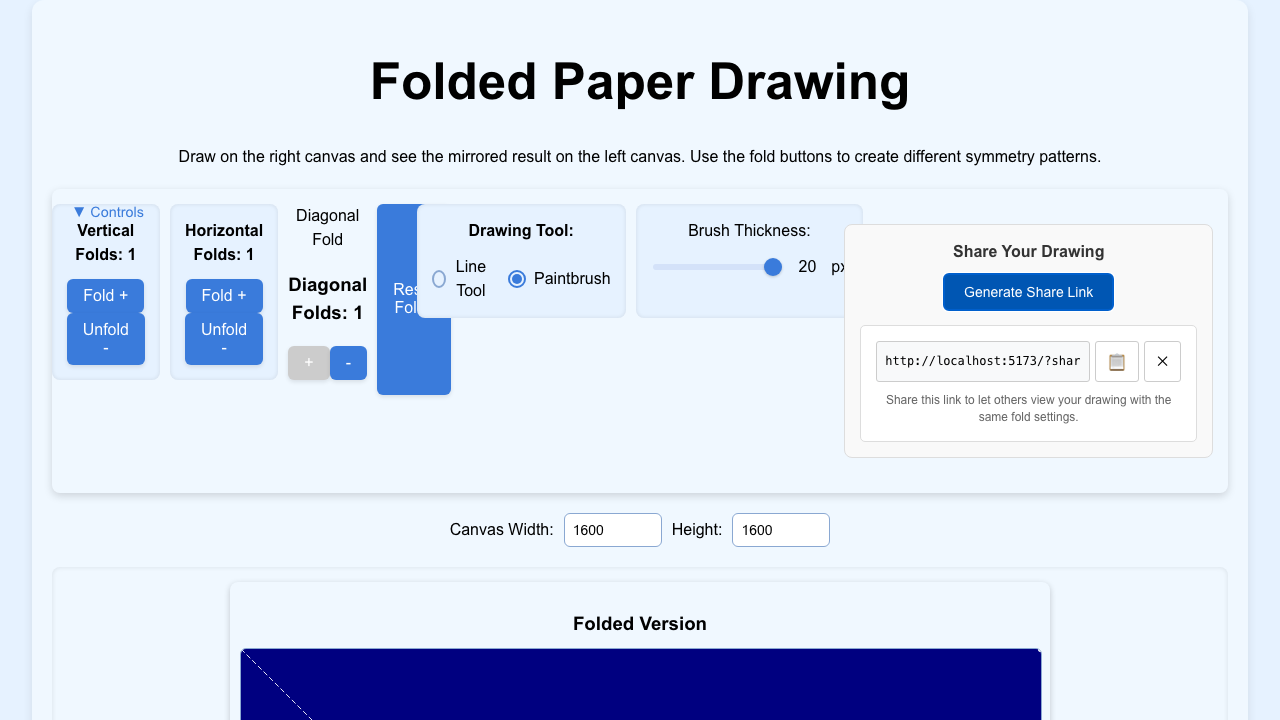 Folded Paper Drawing
Draw on the right canvas and see the mirrored result on the left canvas. Use the fold buttons to create different symmetry patterns.
▼ Controls
Vertical
Folds: 1
Fold +
Unfold
-
Horizontal
Folds: 1
Fold +
Unfold
-
Diagonal
Fold
Diagonal
Folds: 1
+
-
Drawing Tool:
Line
Tool
Paintbrush
Brush Thickness:
20
px
Share Your Drawing
Generate Share Link
http://localhost:5173/?shar
Share this link to let others view your drawing with the
same fold settings.
Canvas Width:
1600
Height:
1600
Folded Version